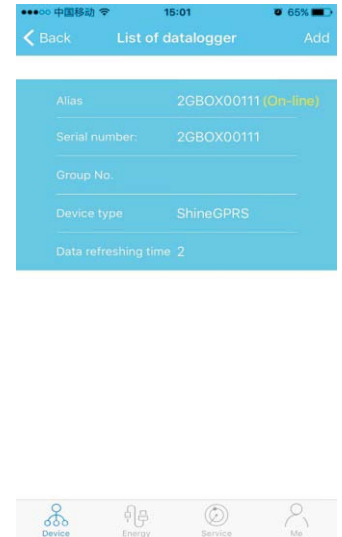 中国移动 15:01 65%
Back List of datalogger Add
Alias 2GBOX00111 (On-line)
Serial number: 2GBOX00111
Group No.
Device type ShineGPRS
Data refreshing time 2
Device Energy Service Me